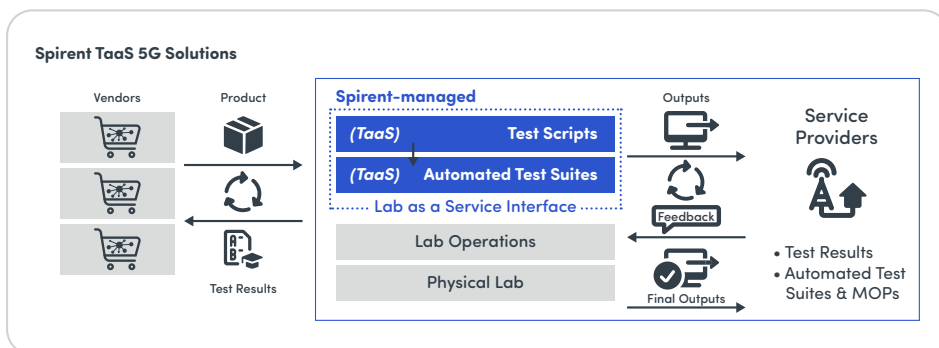 Spirent TaaS 5G Solutions
Vendors
Product
Test Results
Spirent-managed
(TaaS) Test Scripts
(TaaS) Automated Test Suites
Lab as a Service Interface
Lab Operations
Physical Lab
Outputs
Feedback
Final Outputs
Service
Providers
• Test Results
• Automated Test
Suites & MOPs
A
B